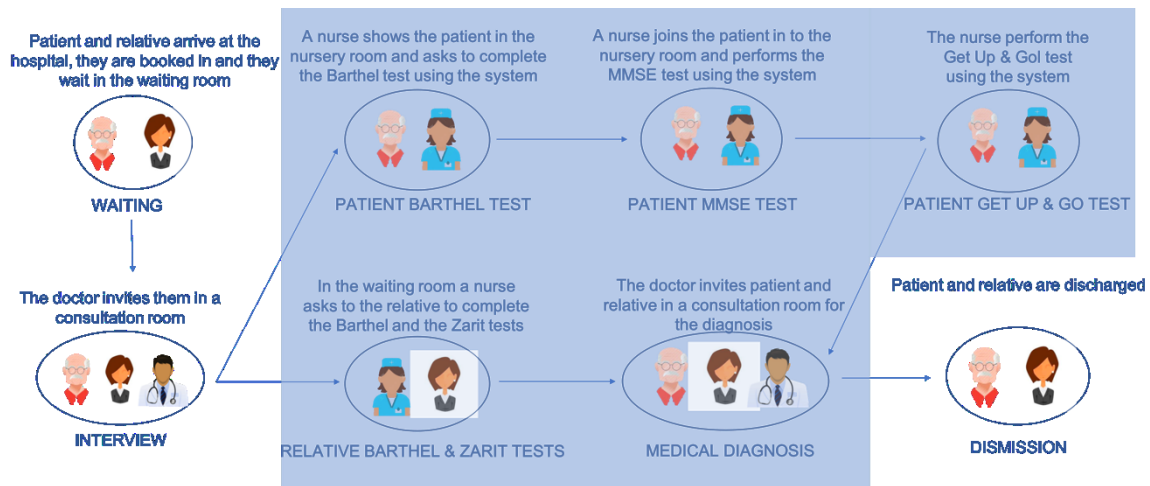 Patient and relative arrive at the
hospital, they are booked in and they
wait in the waiting room
WAITING
A nurse shows the patient in the
nursery room and asks to complete
the Barthel test using the system
PATIENT BARTHEL TEST
A nurse joins the patient in to the
nursery room and performs the
MMSE test using the system
PATIENT MMSE TEST
The nurse perform the
Get Up & Gol test
using the system
PATIENT GET UP & GO TEST
The doctor invites them in a
consultation room
INTERVIEW
In the waiting room a nurse
asks to the relative to complete
the Barthel and the Zarit tests
RELATIVE BARTHEL & ZARIT TESTS
The doctor invites patient and
relative in a consultation room for
the diagnosis
MEDICAL DIAGNOSIS
Patient and relative are discharged
DISMISSION